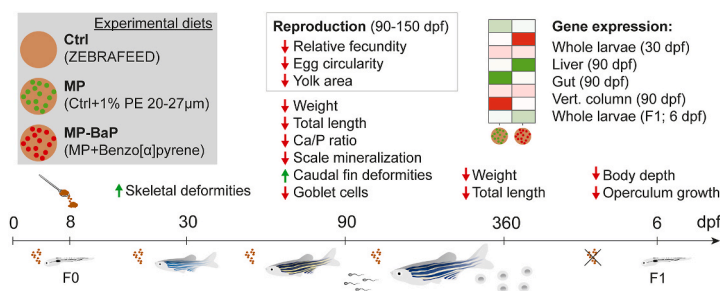 Experimental diets
Ctrl
(ZEBRAFEED)
MP
(Ctrl+1% PE 20-27µm)
MP-BaP
(MP+Benzo[α]pyrene)
Reproduction (90-150 dpf)
Relative fecundity
Egg circularity
Yolk area
Weight
Total length
Ca/P ratio
Scale mineralization
Caudal fin deformities
Goblet cells
Gene expression:
Whole larvae (30 dpf)
Liver (90 dpf)
Gut (90 dpf)
Vert. column (90 dpf)
Whole larvae (F1; 6 dpf)
Skeletal deformities
Weight
Total length
Body depth
Operculum growth
0 8 30 90 360 6 dpf
F0 F1